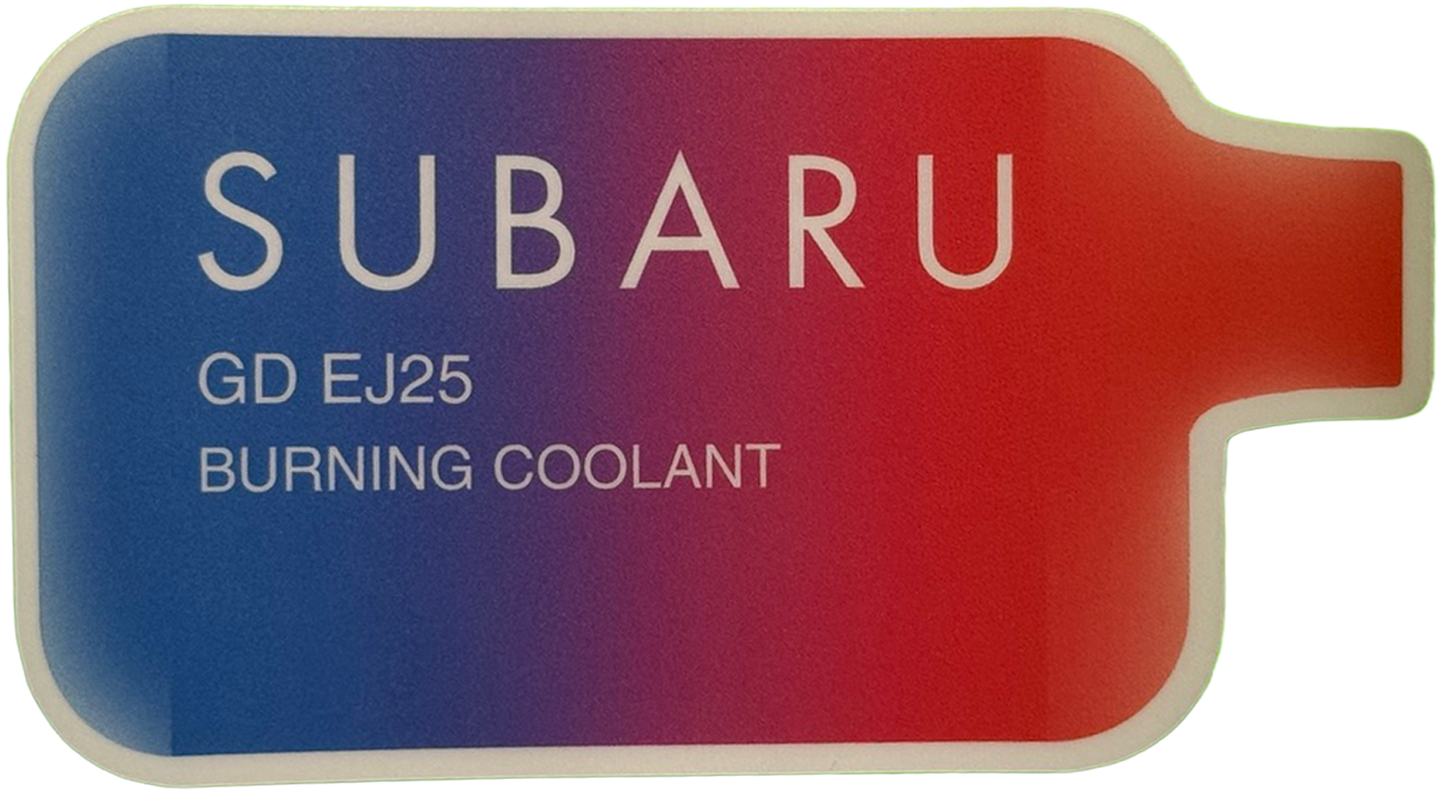 SUBARU
GD EJ25
BURNING COOLANT